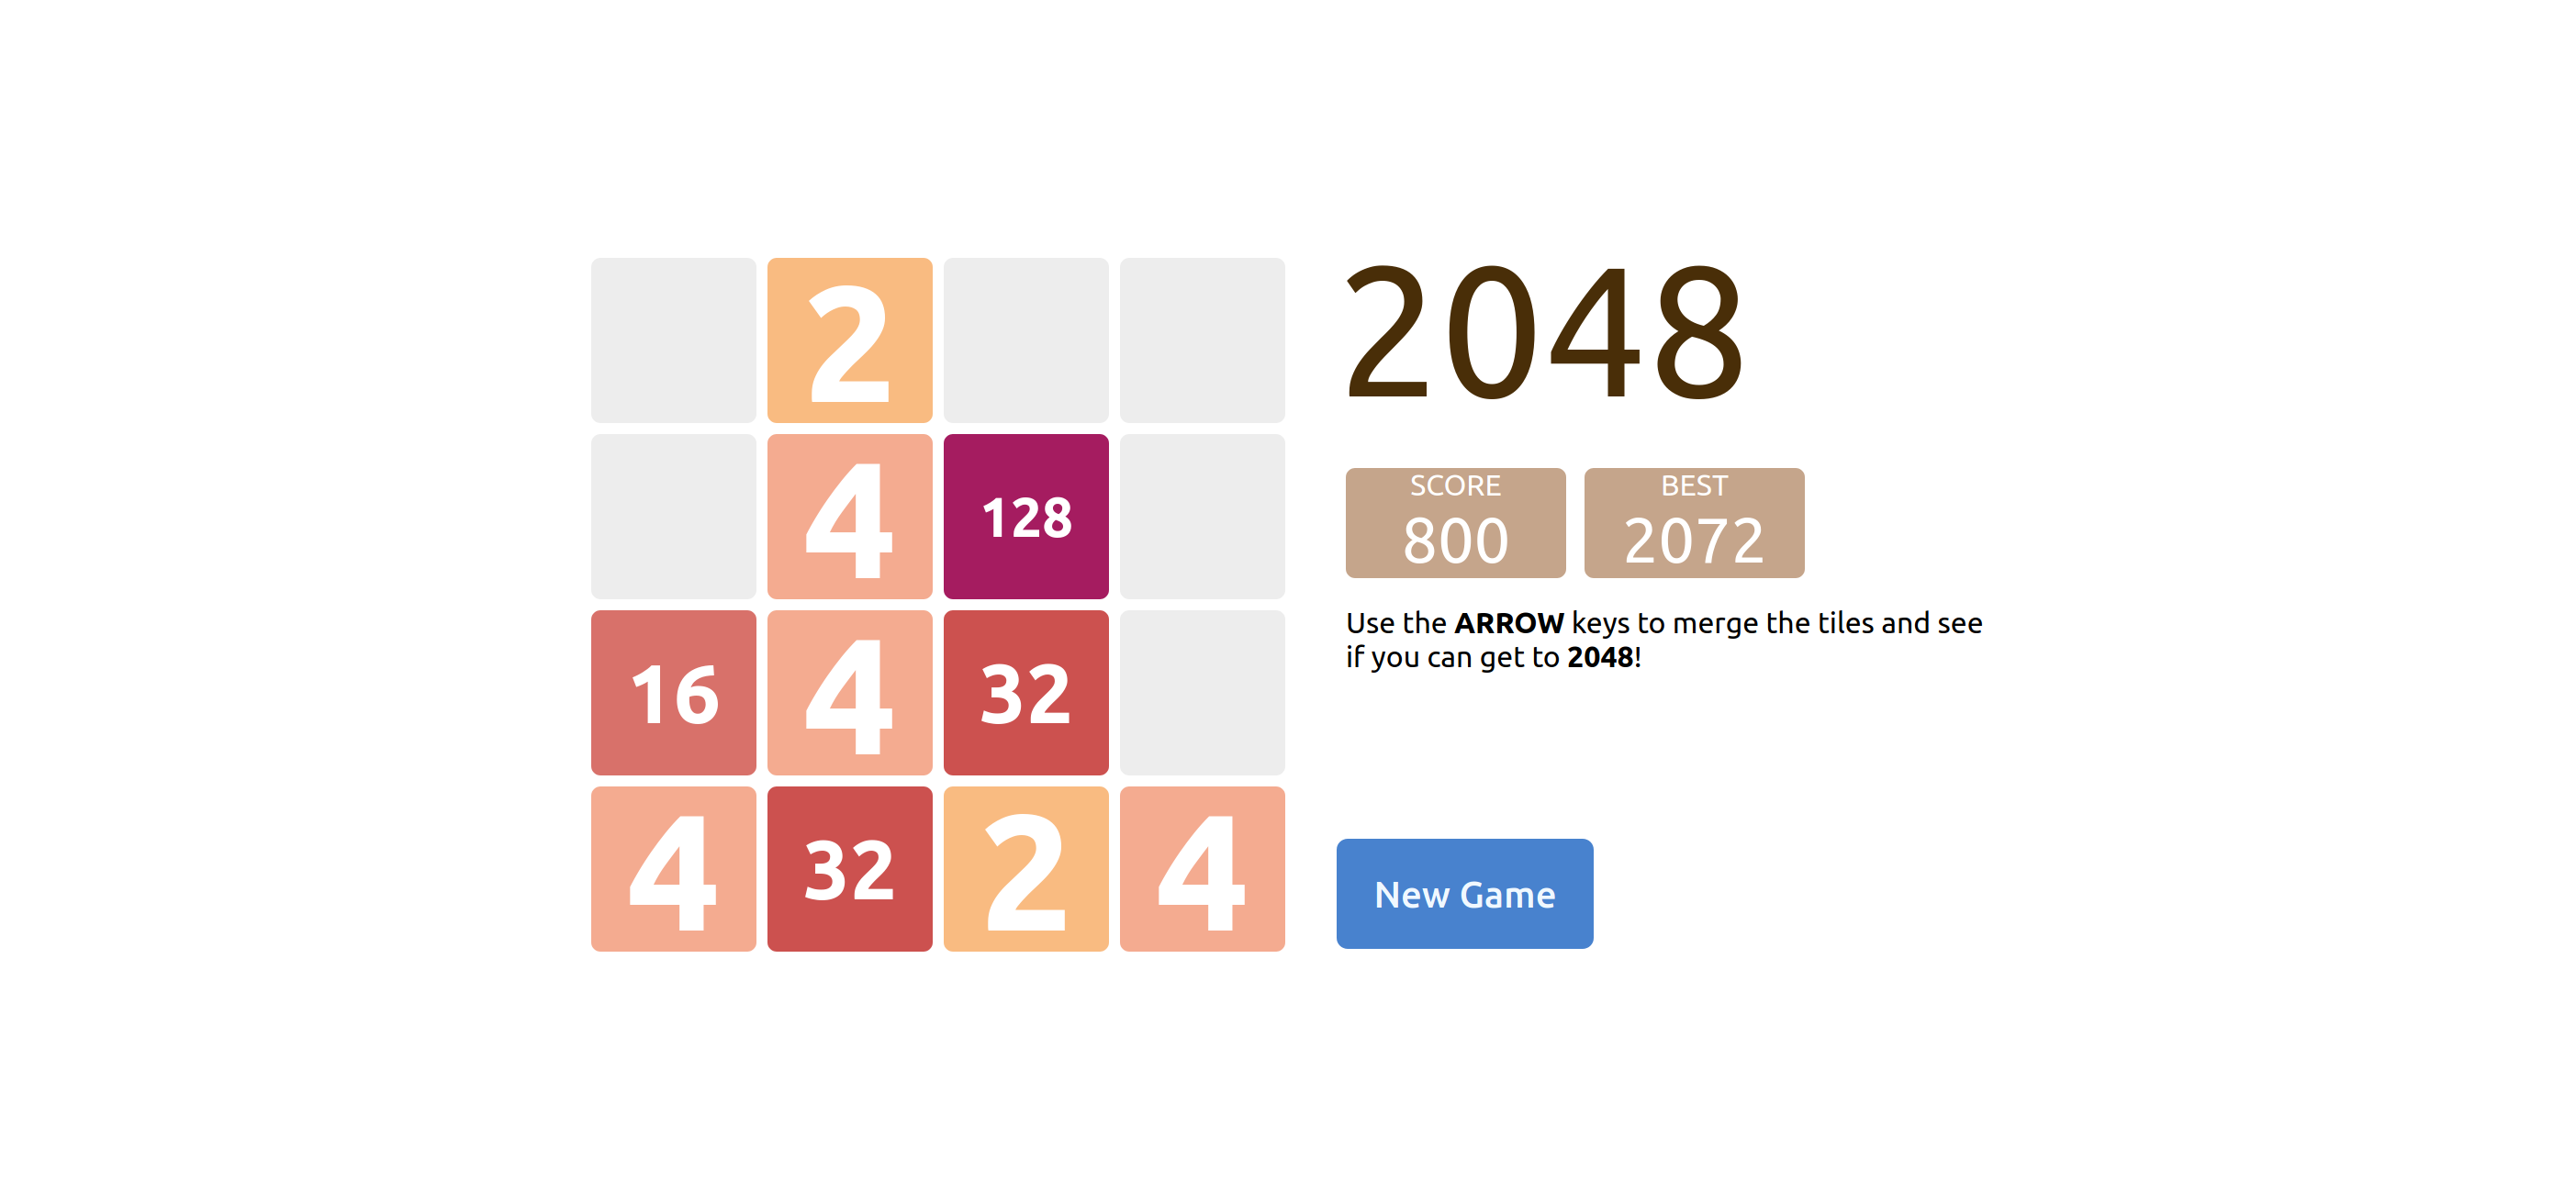 2
4 128
16 4 32
4 32 2 4
2048
SCORE BEST
800 2072
Use the ARROW keys to merge the tiles and see
if you can get to 2048!
New Game